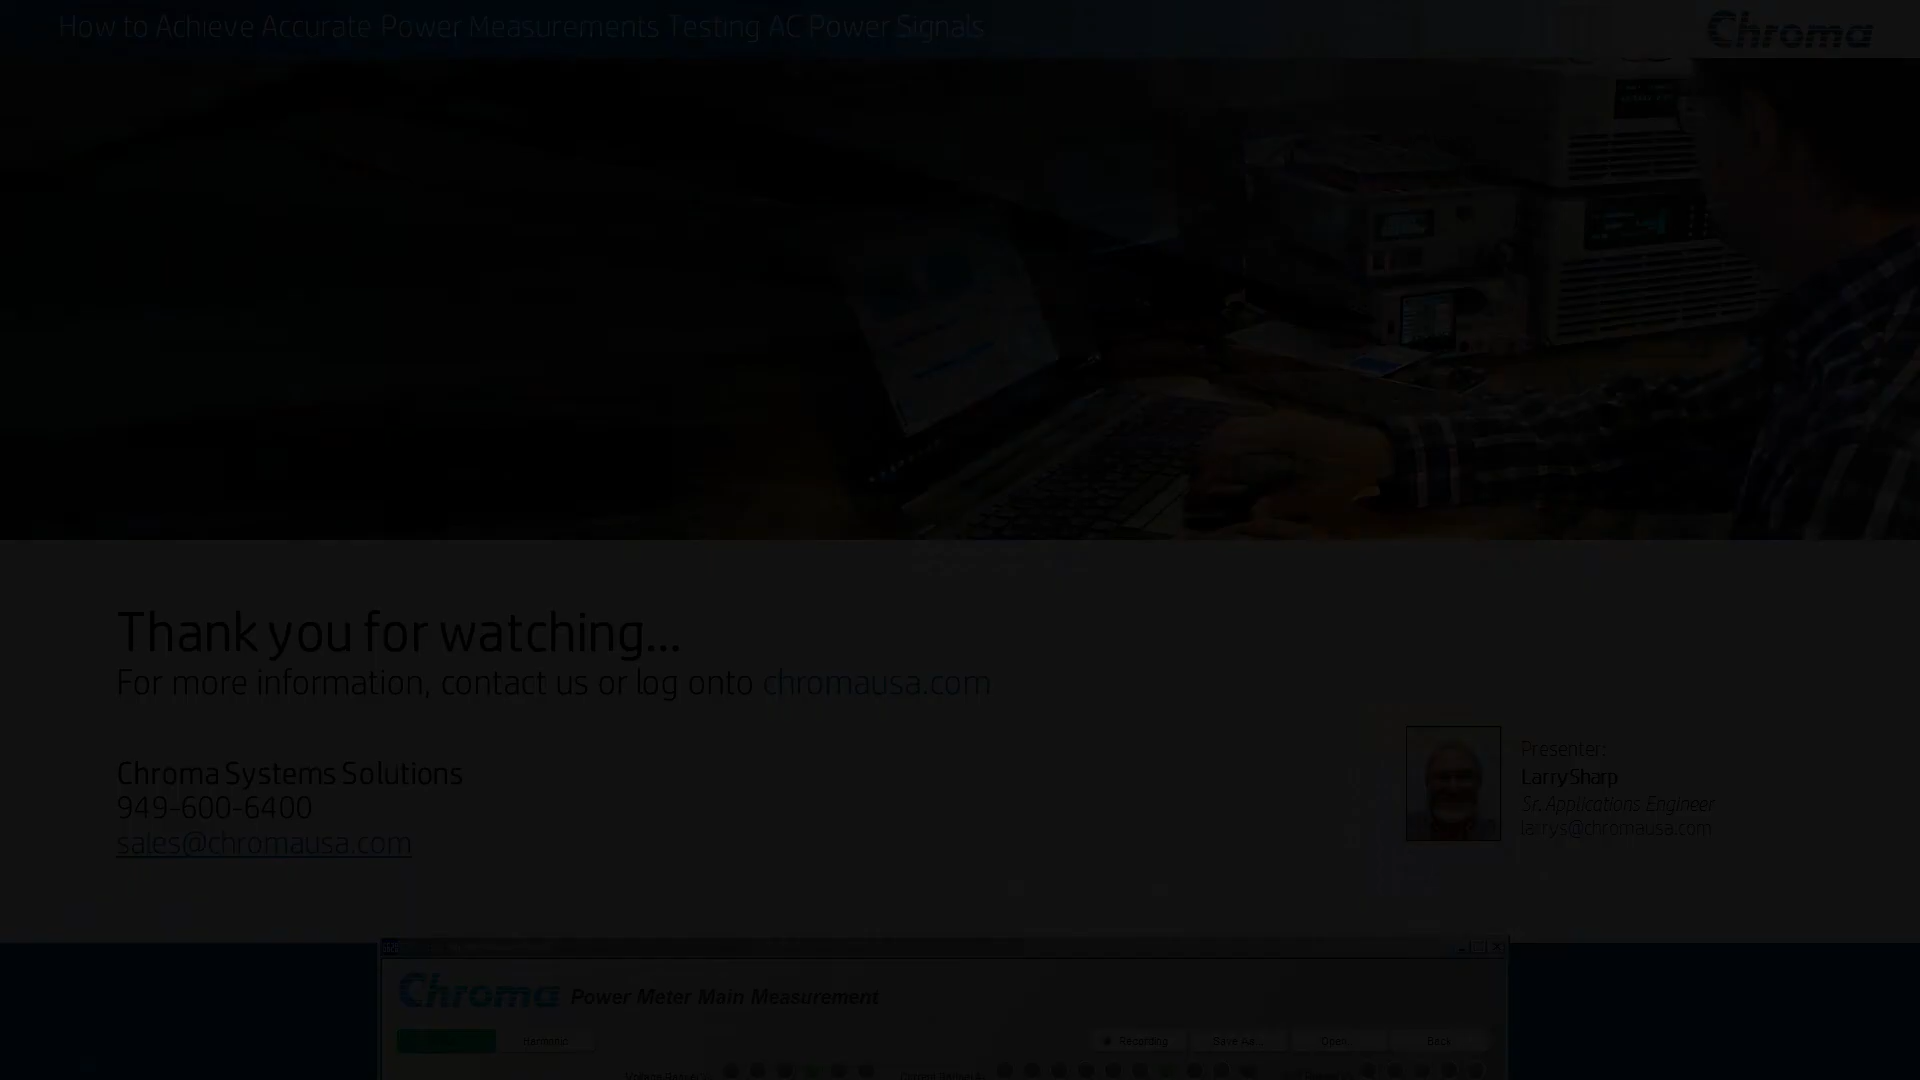 How to Achieve Accurate Power Measurements Testing AC Power Signals
Chroma
Thank you for watching...
For more information, contact us or log onto chromausa.com
Chroma Systems Solutions
949-600-6400
sales@chromausa.com
Presenter:
Larry Sharp
Sr. Applications Engineer
larrys@chromausa.com
Chroma Power Meter Main Measurement
Harmonic
Recording
Save As...
Open
Back